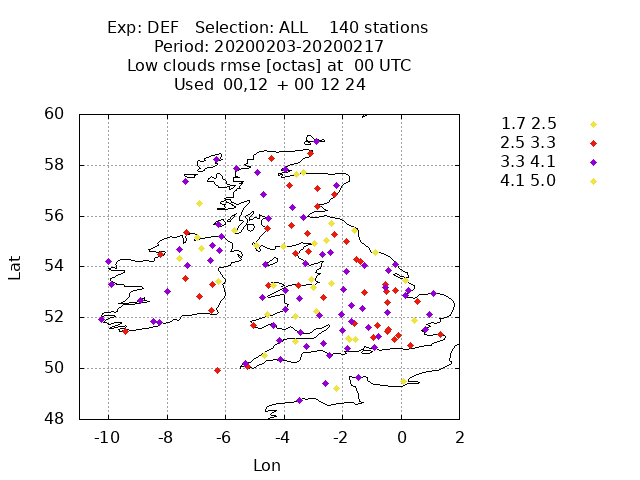 Exp: DEF Selection: ALL 140 stations
Period: 20200203-20200217
Low clouds rmse [octas] at 00 UTC
Used 00,12 + 00 12 24
60
58
56
54
52
50
48
Lat
-10 -8 -6 -4 -2 0 2
Lon
1.7 2.5
2.5 3.3
3.3 4.1
4.1 5.0